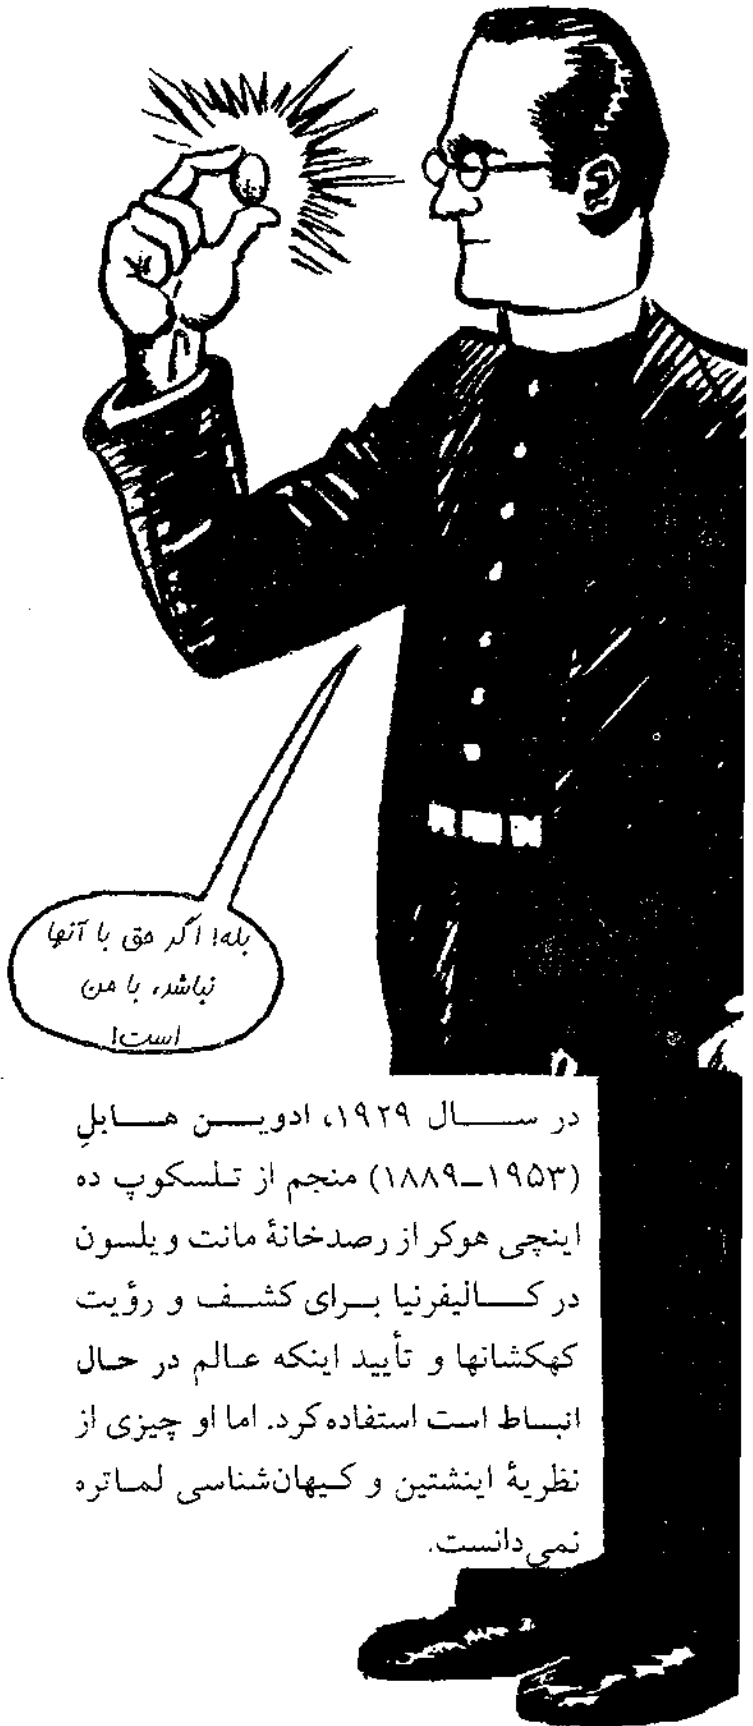 بله! اگر حق با آنها
نباشد، با من
است!
در سال ۱۹۲۹، ادوین هابلِ
(۱۹۵۳–۱۸۸۹) منجم از تلسکوپ ده
اینچی هوکر از رصدخانهٔ مانت ویلسون
در کالیفرنیا برای کشف و رؤیت
کهکشانها و تأیید اینکه عالم در حال
انبساط است استفاده کرد. اما او چیزی از
نظریهٔ اینشتین و کیهان‌شناسی لماتره
نمی‌دانست.